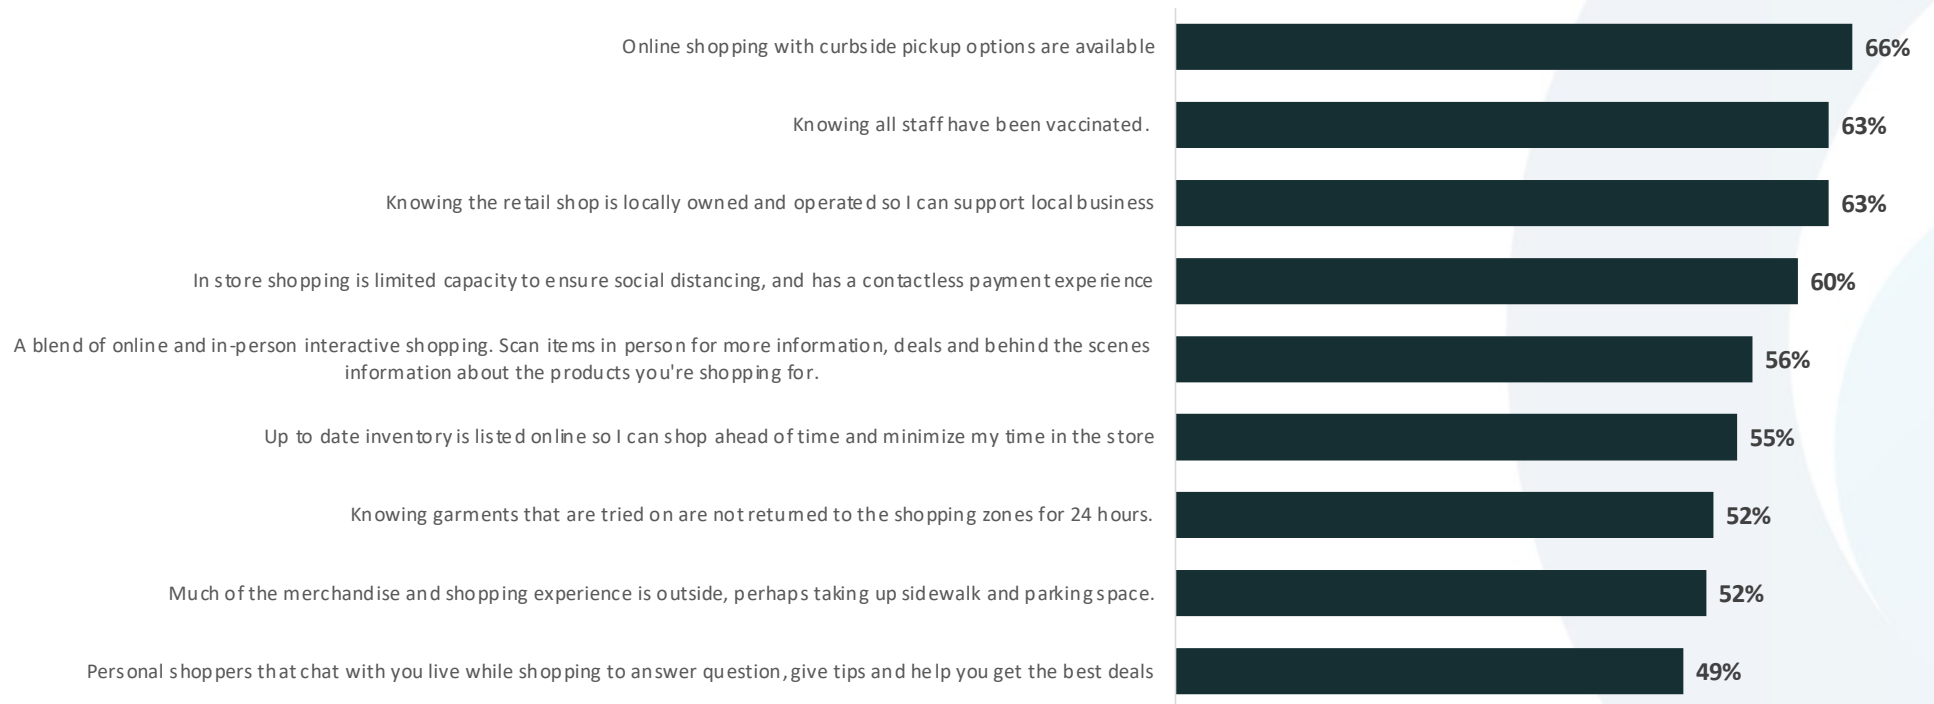 Online shopping with curbside pickup options are available
66%
Knowing all staff have been vaccinated.
63%
Knowing the retail shop is locally owned and operated so I can support local business
63%
In store shopping is limited capacity to ensure social distancing, and has a contactless payment experience
60%
A blend of online and in-person interactive shopping. Scan items in person for more information, deals and behind the scenes
information about the products you're shopping for.
56%
Up to date inventory is listed online so I can shop ahead of time and minimize my time in the store
55%
Knowing garments that are tried on are not returned to the shopping zones for 24 hours.
52%
Much of the merchandise and shopping experience is outside, perhaps taking up sidewalk and parking space.
52%
Personal shoppers that chat with you live while shopping to answer question, give tips and help you get the best deals
49%